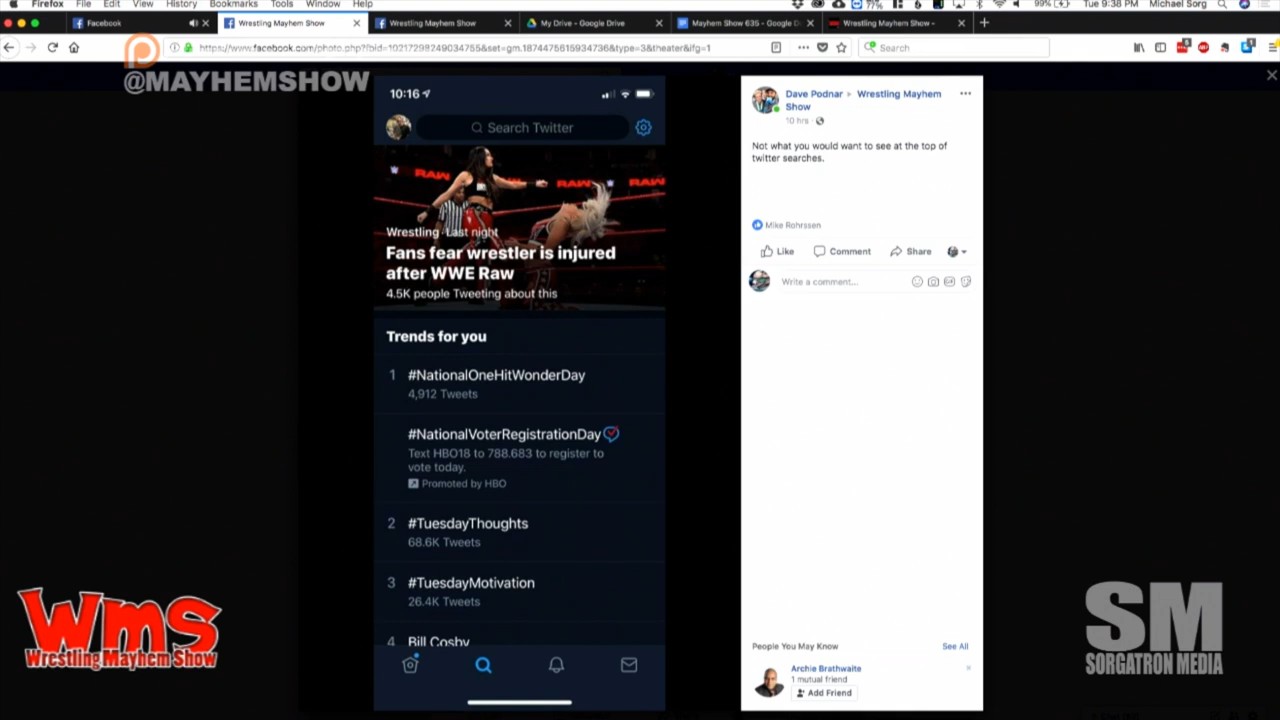 Firefox File Edit View History Bookmarks Tools Window Help 77% 99% Tue 9:38 PM Michael Sorg
Facebook Wrestling Mayhem Show Wrestling Mayhem Show My Drive - Google Drive Mayhem Show 635 - Google D Wrestling Mayhem Show -
https://www.facebook.com/photo.php?fbid=10217298249034755&set=gm.1874475615934736&type=3&theater&ifg=1 Search
@MAYHEMSHOW
10:16
Search Twitter
RAW RAW RAW
Wrestling · Last night
Fans fear wrestler is injured
after WWE Raw
4.5K people Tweeting about this
Trends for you
1 #NationalOneHitWonderDay
4,912 Tweets
#NationalVoterRegistrationDay
Text HBO18 to 788.683 to register to
vote today.
Promoted by HBO
2 #TuesdayThoughts
68.6K Tweets
3 #TuesdayMotivation
26.4K Tweets
4 Bill Cosby
Dave Podnar ▸ Wrestling Mayhem
Show
10 hrs ·
Not what you would want to see at the top of
twitter searches.
Mike Rohrssen
Like Comment Share
Write a comment...
People You May Know See All
Archie Brathwaite
1 mutual friend
Add Friend
wms
Wrestling Mayhem Show
SM
SORGATRON MEDIA